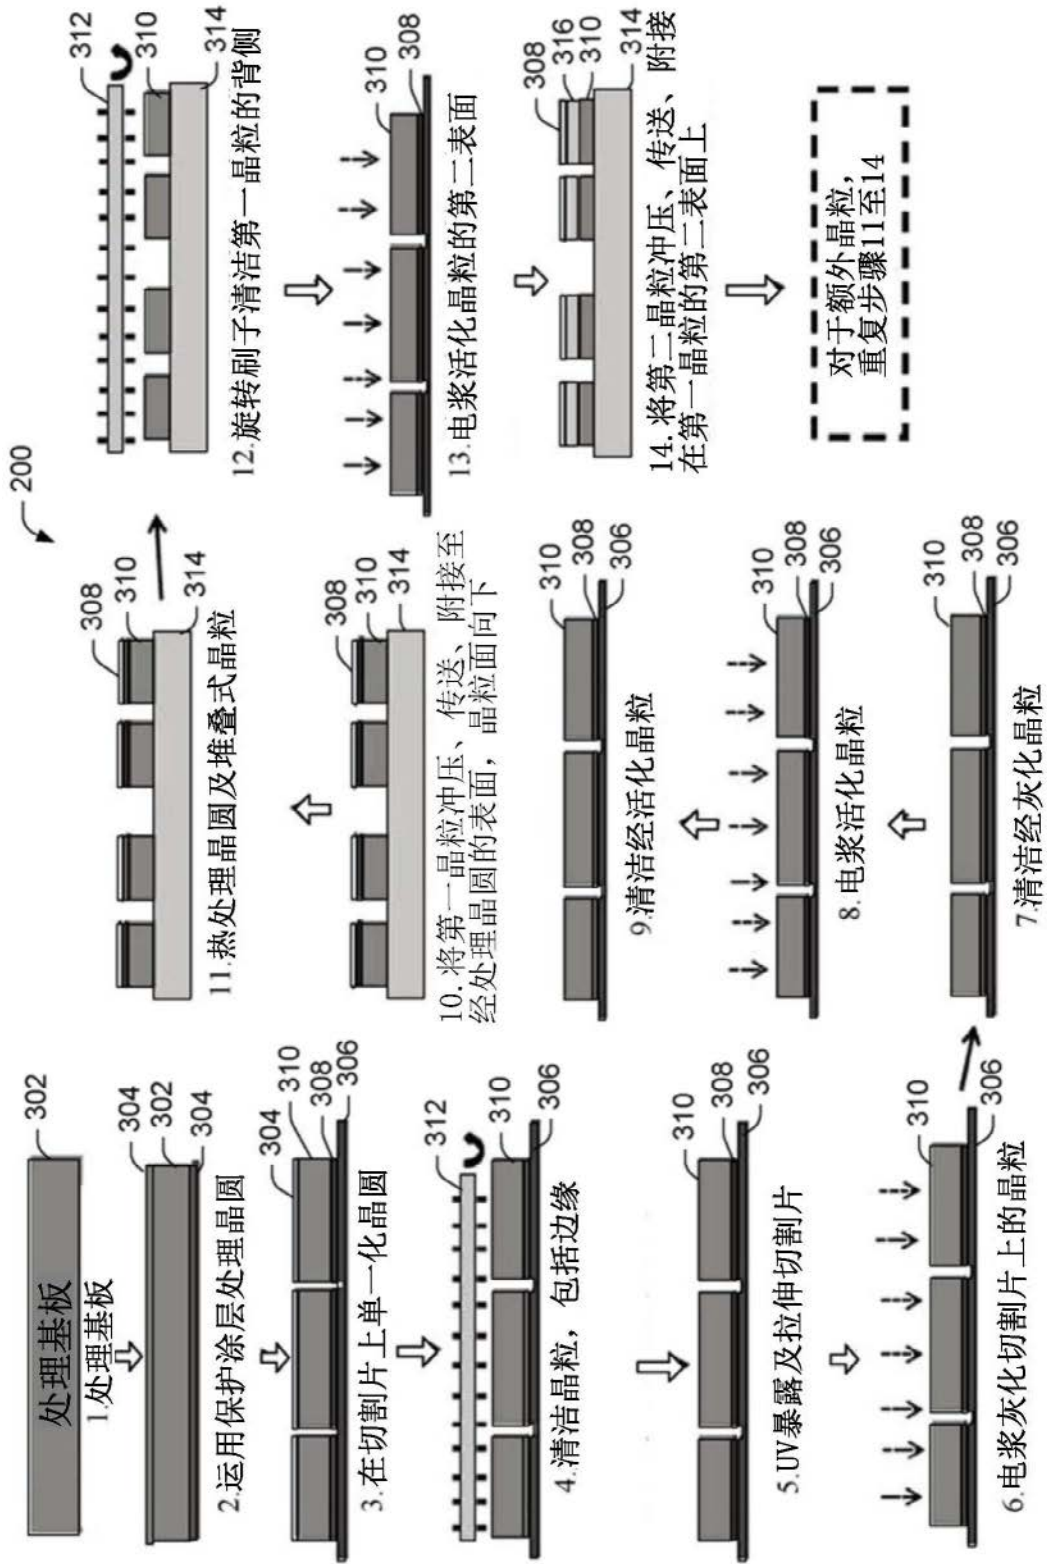 200
处理基板
302
1.处理基板
304
302
304
2.运用保护涂层处理晶圆
304
310
308
306
3.在切割片上单一化晶圆
312
310
306
4.清洁晶粒，包括边缘
310
308
306
5.UV暴露及拉伸切割片
310
306
6.电浆灰化切割片上的晶粒
310
308
306
7.清洁经灰化晶粒
310
308
306
8.电浆活化晶粒
310
308
306
9.清洁经活化晶粒
308
310
314
10.将第一晶粒冲压、传送、附接至
经处理晶圆的表面，晶粒面向下
308
310
314
11.热处理晶圆及堆叠式晶粒
312
310
314
12.旋转刷子清洁第一晶粒的背侧
310
308
13.电浆活化晶粒的第二表面
308
316
310
314
14.将第二晶粒冲压、传送、附接
在第一晶粒的第二表面上
对于额外晶粒，
重复步骤11至14